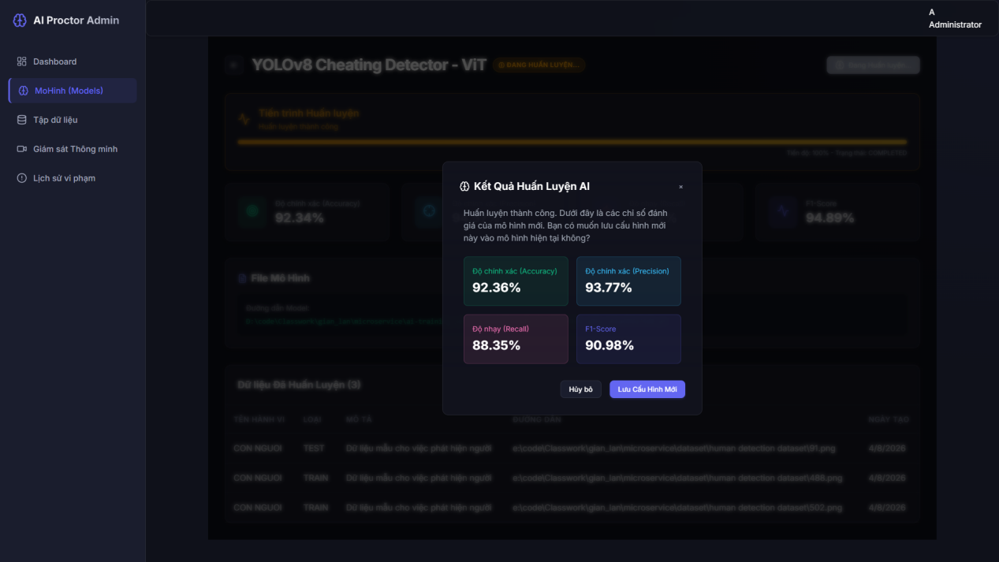 AI Proctor Admin
A
Administrator
Dashboard
MoHinh (Models)
Tập dữ liệu
Giám sát Thông minh
Lịch sử vi phạm
YOLOv8 Cheating Detector - ViT
ĐANG HUẤN LUYỆN...
Đang huấn luyện...
Tiến trình Huấn luyện
Huấn luyện thành công
Tiến độ: 100% - Trạng thái: COMPLETED
Độ chính xác (Accuracy)
92.34%
F1-Score
94.89%
Kết Quả Huấn Luyện AI
×
Huấn luyện thành công. Dưới đây là các chỉ số đánh
giá của mô hình mới. Bạn có muốn lưu cấu hình mới
này vào mô hình hiện tại không?
Độ chính xác (Accuracy)
92.36%
Độ chính xác (Precision)
93.77%
Độ nhạy (Recall)
88.35%
F1-Score
90.98%
Hủy bỏ
Lưu Cấu Hình Mới
File Mô Hình
Đường dẫn Model
Dữ liệu Đã Huấn Luyện (3)
TÊN HÀNH VI LOẠI MÔ TẢ ĐƯỜNG DẪN NGÀY TẠO
CON NGUOI TEST Dữ liệu mẫu cho việc phát hiện người e:\code\Classwork\gian_lan\microservice\dataset\human detection dataset\91.png 4/8/2026
CON NGUOI TRAIN Dữ liệu mẫu cho việc phát hiện người e:\code\Classwork\gian_lan\microservice\dataset\human detection dataset\488.png 4/8/2026
CON NGUOI TRAIN Dữ liệu mẫu cho việc phát hiện người e:\code\Classwork\gian_lan\microservice\dataset\human detection dataset\502.png 4/8/2026